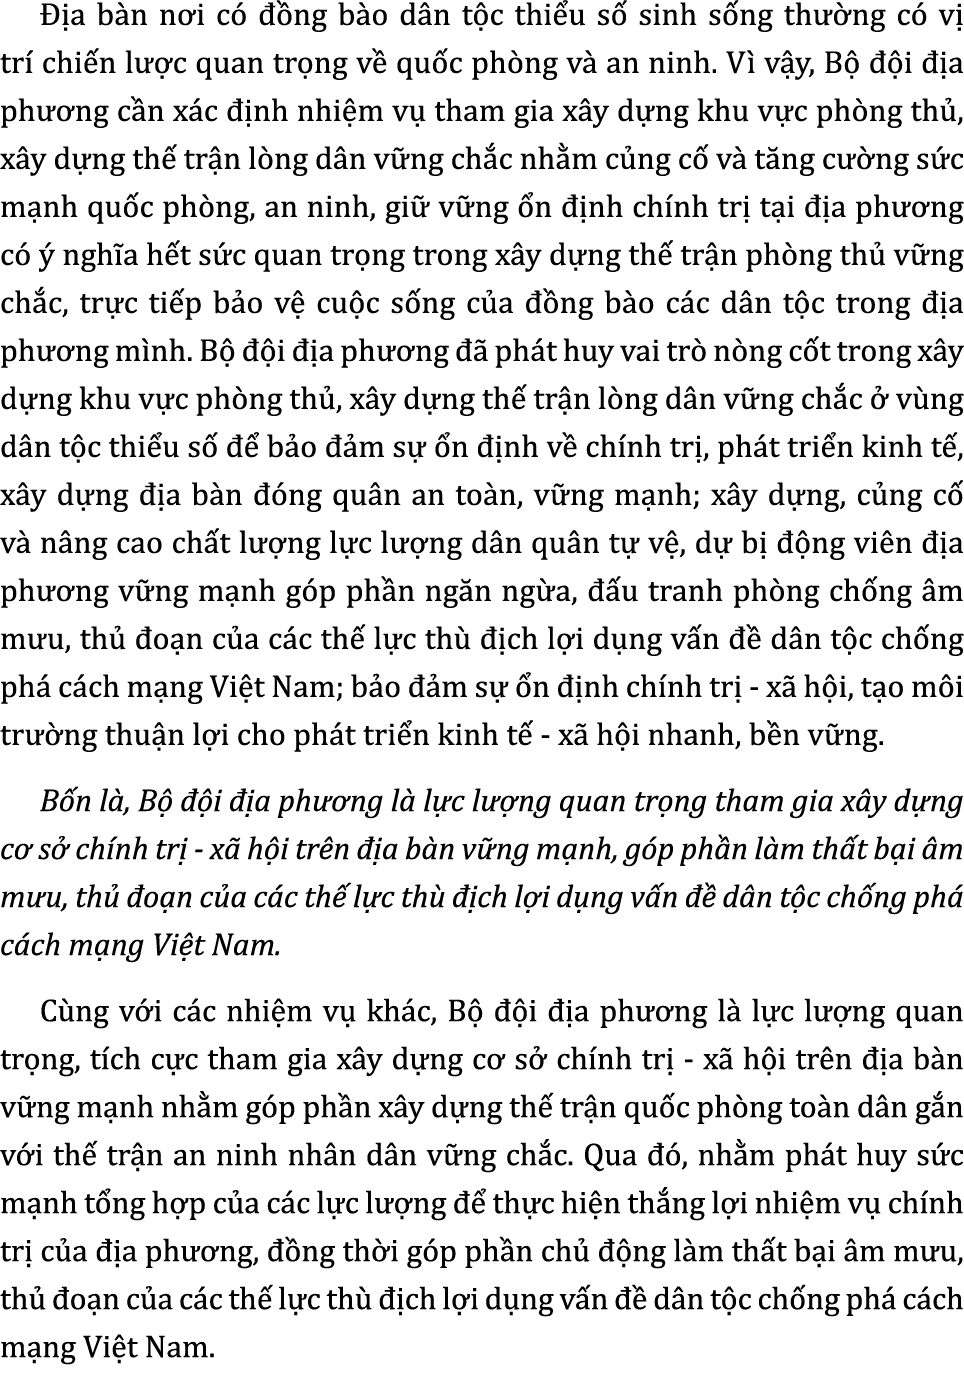 Địa bàn nơi có đồng bào dân tộc thiểu số sinh sống thường có vị
trí chiến lược quan trọng về quốc phòng và an ninh. Vì vậy, Bộ đội địa
phương cần xác định nhiệm vụ tham gia xây dựng khu vực phòng thủ,
xây dựng thế trận lòng dân vững chắc nhằm củng cố và tăng cường sức
mạnh quốc phòng, an ninh, giữ vững ổn định chính trị tại địa phương
có ý nghĩa hết sức quan trọng trong xây dựng thế trận phòng thủ vững
chắc, trực tiếp bảo vệ cuộc sống của đồng bào các dân tộc trong địa
phương mình. Bộ đội địa phương đã phát huy vai trò nòng cốt trong xây
dựng khu vực phòng thủ, xây dựng thế trận lòng dân vững chắc ở vùng
dân tộc thiểu số để bảo đảm sự ổn định về chính trị, phát triển kinh tế,
xây dựng địa bàn đóng quân an toàn, vững mạnh; xây dựng, củng cố
và nâng cao chất lượng lực lượng dân quân tự vệ, dự bị động viên địa
phương vững mạnh góp phần ngăn ngừa, đấu tranh phòng chống âm
mưu, thủ đoạn của các thế lực thù địch lợi dụng vấn đề dân tộc chống
phá cách mạng Việt Nam; bảo đảm sự ổn định chính trị - xã hội, tạo môi
trường thuận lợi cho phát triển kinh tế - xã hội nhanh, bền vững.
Bốn là, Bộ đội địa phương là lực lượng quan trọng tham gia xây dựng
cơ sở chính trị - xã hội trên địa bàn vững mạnh, góp phần làm thất bại âm
mưu, thủ đoạn của các thế lực thù địch lợi dụng vấn đề dân tộc chống phá
cách mạng Việt Nam.
Cùng với các nhiệm vụ khác, Bộ đội địa phương là lực lượng quan
trọng, tích cực tham gia xây dựng cơ sở chính trị - xã hội trên địa bàn
vững mạnh nhằm góp phần xây dựng thế trận quốc phòng toàn dân gắn
với thế trận an ninh nhân dân vững chắc. Qua đó, nhằm phát huy sức
mạnh tổng hợp của các lực lượng để thực hiện thắng lợi nhiệm vụ chính
trị của địa phương, đồng thời góp phần chủ động làm thất bại âm mưu,
thủ đoạn của các thế lực thù địch lợi dụng vấn đề dân tộc chống phá cách
mạng Việt Nam.